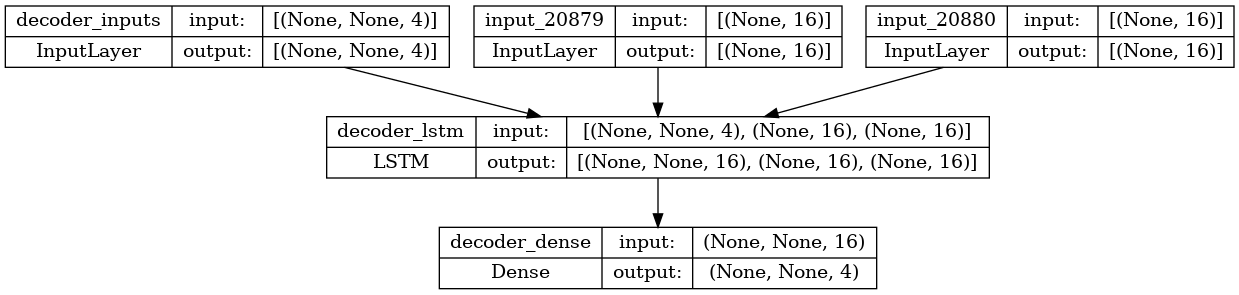 decoder_inputs input: [(None, None, 4)]
InputLayer output: [(None, None, 4)]
input_20879 input: [(None, 16)]
InputLayer output: [(None, 16)]
input_20880 input: [(None, 16)]
InputLayer output: [(None, 16)]
decoder_lstm input: [(None, None, 4), (None, 16), (None, 16)]
LSTM output: [(None, None, 16), (None, 16), (None, 16)]
decoder_dense input: (None, None, 16)
Dense output: (None, None, 4)